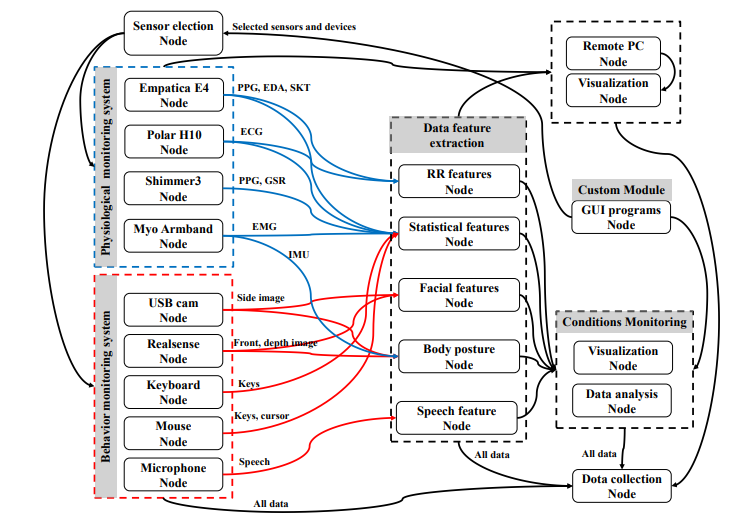 Sensor election
Node
Selected sensors and devices
Remote PC
Node
Visualization
Node
Physiological monitoring system
Empatica E4
Node
PPG, EDA, SKT
Polar H10
Node
ECG
Shimmer3
Node
PPG, GSR
Myo Armband
Node
EMG
IMU
Behavior monitoring system
USB cam
Node
Side image
Realsense
Node
Front, depth image
Keyboard
Node
Keys
Mouse
Node
Keys, cursor
Microphone
Node
Speech
All data
Data feature
extraction
RR features
Node
Statistical features
Node
Facial features
Node
Body posture
Node
Speech feature
Node
All data
Custom Module
GUI programs
Node
Conditions Monitoring
Visualization
Node
Data analysis
Node
All data
Dota collection
Node